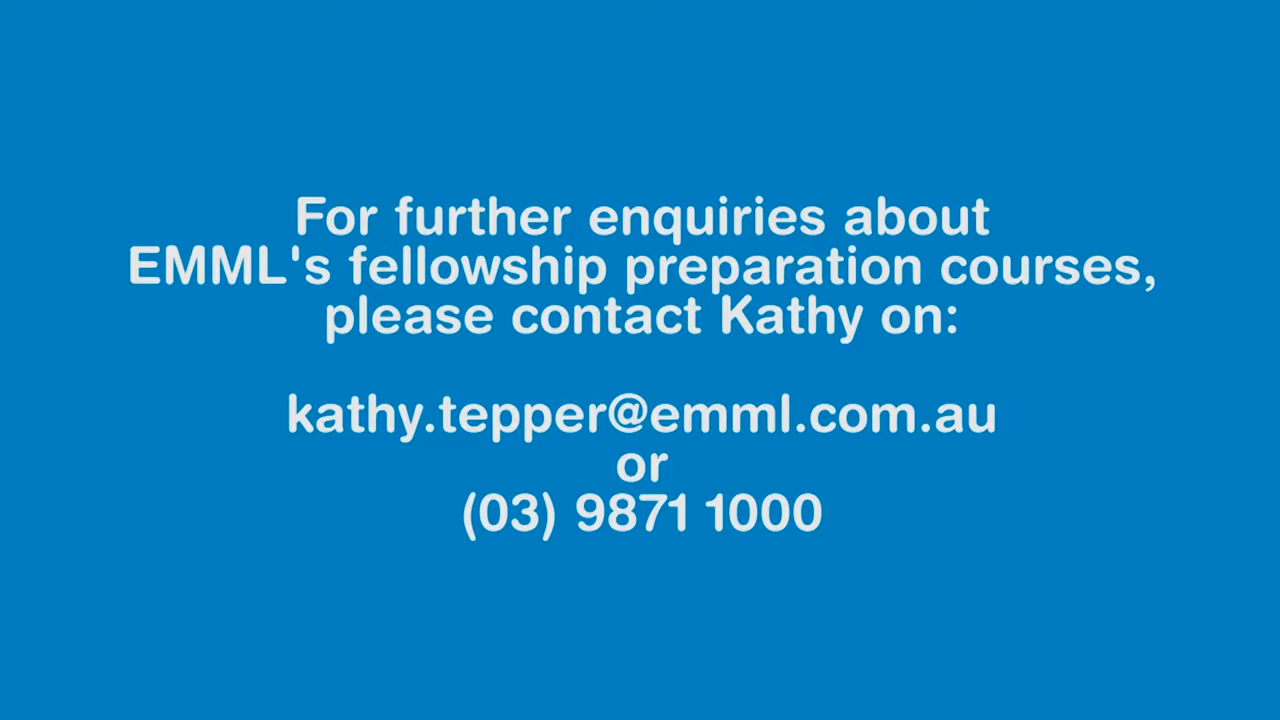 For further enquiries about
EMML's fellowship preparation courses,
please contact Kathy on:
kathy.tepper@emml.com.au
or
(03) 9871 1000